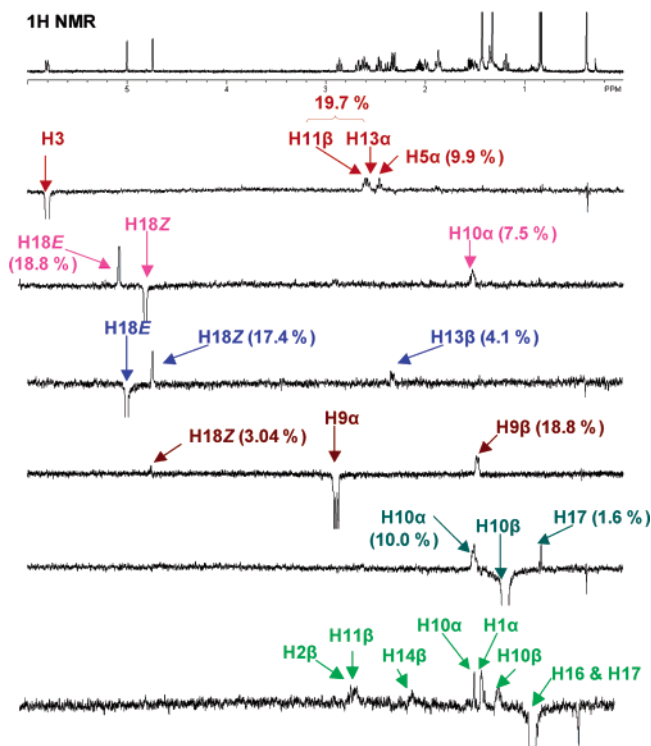 1H NMR
5 4 3 2 1 PPM
19.7 %
H3 H11β H13α H5α (9.9 %)
H18E (18.8 %) H18Z H10α (7.5 %)
H18E H18Z (17.4 %) H13β (4.1 %)
H18Z (3.04 %) H9α H9β (18.8 %)
H10α (10.0 %) H10β H17 (1.6 %)
H2β H11β H14β H10α H1α H10β H16 & H17